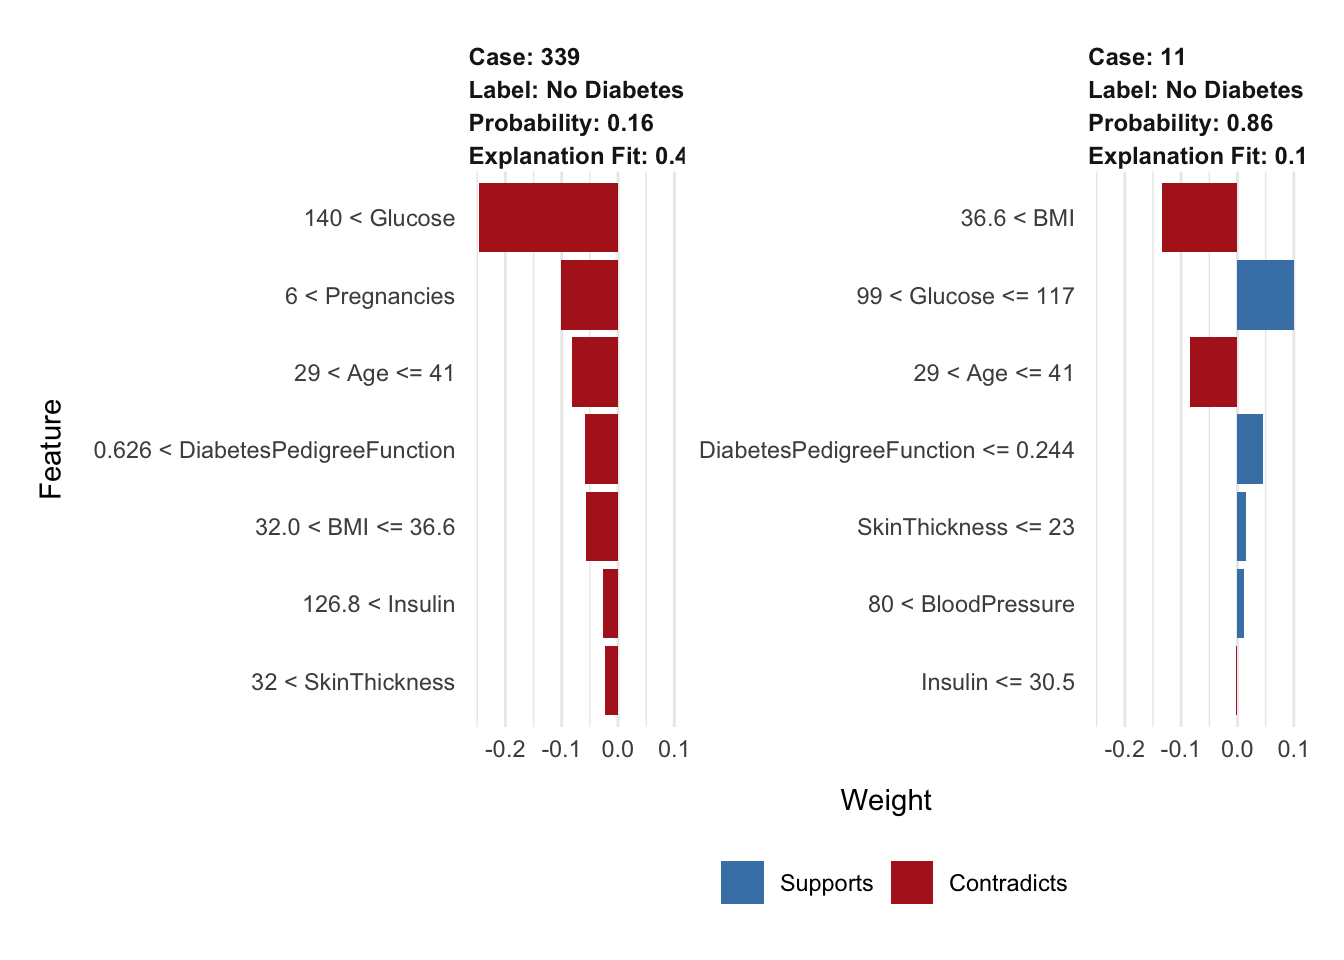 Case: 339
Label: No Diabetes
Probability: 0.16
Explanation Fit: 0.4
140 < Glucose
6 < Pregnancies
29 < Age <= 41
0.626 < DiabetesPedigreeFunction
32.0 < BMI <= 36.6
126.8 < Insulin
32 < SkinThickness
-0.2 -0.1 0.0 0.1
Case: 11
Label: No Diabetes
Probability: 0.86
Explanation Fit: 0.1
36.6 < BMI
99 < Glucose <= 117
29 < Age <= 41
DiabetesPedigreeFunction <= 0.244
SkinThickness <= 23
80 < BloodPressure
Insulin <= 30.5
-0.2 -0.1 0.0 0.1
Feature
Weight
Supports
Contradicts